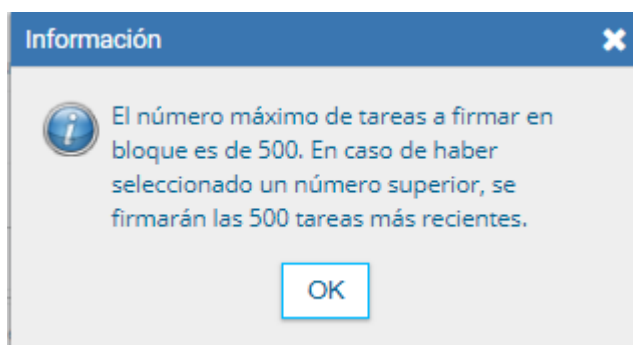 Información
El número máximo de tareas a firmar en
bloque es de 500. En caso de haber
seleccionado un número superior, se
firmarán las 500 tareas más recientes.
OK